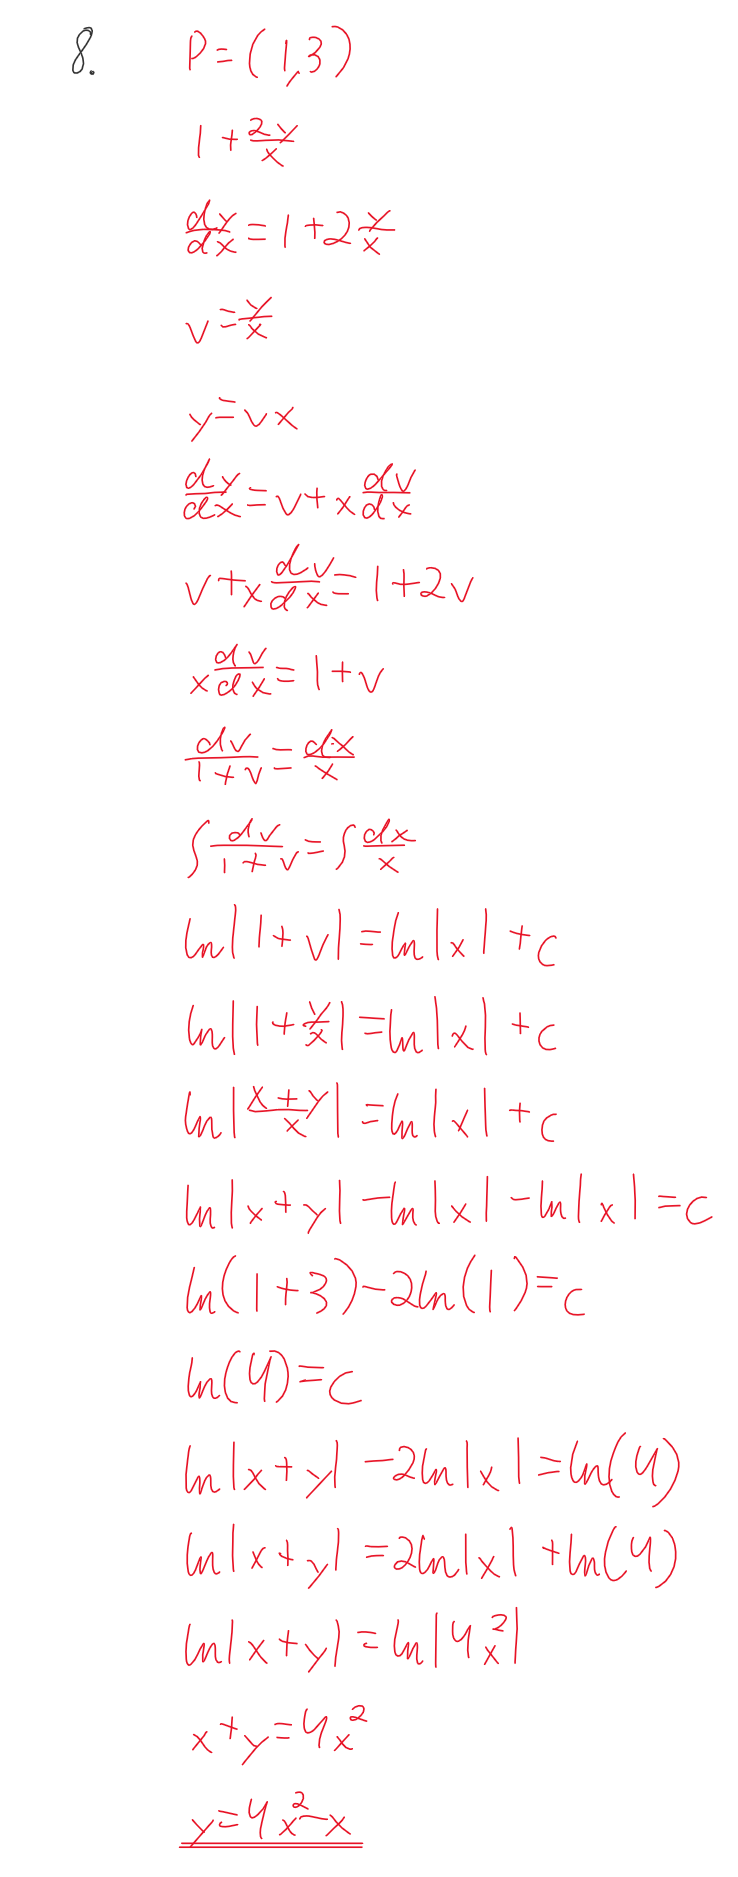 8. P=(1,3)
1+2y/x
dy/dx=1+2y/x
v=y/x
y=vx
dy/dx=v+x dv/dx
v+x dv/dx=1+2v
x dv/dx=1+v
dv/1+v=dx/x
∫dv/1+v=∫dx/x
ln|1+v|=ln|x|+c
ln|1+y/x|=ln|x|+c
ln|x+y/x|=ln|x|+c
ln|x+y|-ln|x|-ln|x|=c
ln(1+3)-2ln(1)=c
ln(4)=c
ln|x+y|-2ln|x|=ln(4)
ln|x+y|=2ln|x|+ln(4)
ln|x+y|=ln|4x²|
x+y=4x²
y=4x²-x